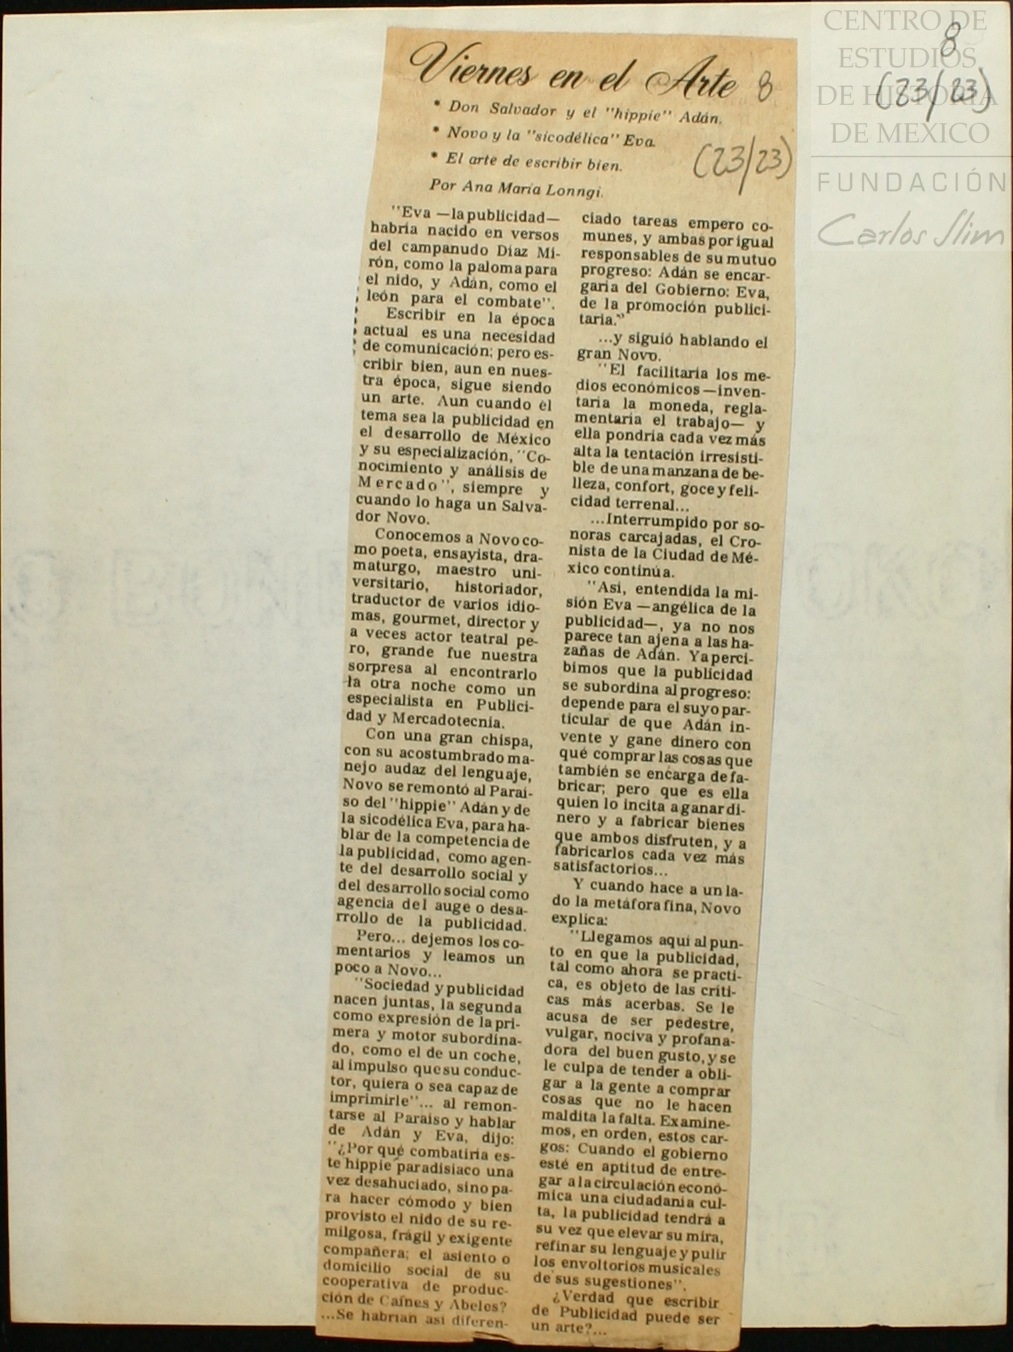 CENTRO DE
ESTUDIOS
DE HISTORIA
DE MEXICO
FUNDACIÓN
Carlos Slim
8
(23/23)
Viernes en el Arte 8
* Don Salvador y el "hippie" Adán.
* Novo y la "sicodélica" Eva.
* El arte de escribir bien.
(23/23)
Por Ana María Lonngi.
"Eva —la publicidad—
habría nacido en versos
del campanudo Díaz Mi-
rón, como la paloma para
el nido, y Adán, como el
león para el combate".
Escribir en la época
actual es una necesidad
de comunicación; pero es-
cribir bien, aun en nues-
tra época, sigue siendo
un arte. Aun cuando el
tema sea la publicidad en
el desarrollo de México
y su especialización, "Co-
nocimiento y análisis de
Mercado", siempre y
cuando lo haga un Salva-
dor Novo.
Conocemos a Novo co-
mo poeta, ensayista, dra-
maturgo, maestro uni-
versitario, historiador,
traductor de varios idio-
mas, gourmet, director y
a veces actor teatral pe-
ro, grande fue nuestra
sorpresa al encontrarlo
la otra noche como un
especialista en Publici-
dad y Mercadotecnia.
Con una gran chispa,
con su acostumbrado ma-
nejo audaz del lenguaje,
Novo se remontó al Paraí-
so del "hippie" Adán y de
la sicodélica Eva, para ha-
blar de la competencia de
la publicidad, como agen-
te del desarrollo social y
del desarrollo social como
agencia del auge o desa-
rrollo de la publicidad.
Pero... dejemos los co-
mentarios y leamos un
poco a Novo...
"Sociedad y publicidad
nacen juntas, la segunda
como expresión de la pri-
mera y motor subordina-
do, como el de un coche,
al impulso que su conduc-
tor, quiera o sea capaz de
imprimirle"... al remon-
tarse al Paraíso y hablar
de Adán y Eva, dijo:
"¿Por qué combatiría es-
te hippie paradisiaco una
vez desahuciado, sino pa-
ra hacer cómodo y bien
provisto el nido de su re-
milgosa, frágil y exigente
compañera; el asiento o
domicilio social de su
cooperativa de produc-
ción de Caínes y Abeles?
...Se habrían así diferen-
ciado tareas empero co-
munes, y ambas por igual
responsables de su mutuo
progreso: Adán se encar-
garía del Gobierno: Eva,
de la promoción publici-
taria."
...y siguió hablando el
gran Novo.
"El facilitaría los me-
dios económicos —inven-
taría la moneda, regla-
mentaría el trabajo— y
ella pondría cada vez más
alta la tentación irresisti-
ble de una manzana de be-
lleza, confort, goce y feli-
cidad terrenal...
...Interrumpido por so-
noras carcajadas, el Cro-
nista de la Ciudad de Mé-
xico continúa.
"Así, entendida la mi-
sión Eva —angélica de la
publicidad—, ya no nos
parece tan ajena a las ha-
zañas de Adán. Ya perci-
bimos que la publicidad
se subordina al progreso:
depende para el suyo par-
ticular de que Adán in-
vente y gane dinero con
qué comprar las cosas que
también se encarga de fa-
bricar; pero que es ella
quien lo incita a ganar di-
nero y a fabricar bienes
que ambos disfruten, y a
fabricarlos cada vez más
satisfactorios...
Y cuando hace a un la-
do la metáfora fina, Novo
explica:
"Llegamos aquí al pun-
to en que la publicidad,
tal como ahora se practi-
ca, es objeto de las críti-
cas más acerbas. Se le
acusa de ser pedestre,
vulgar, nociva y profana-
dora del buen gusto, y se
le culpa de tender a obli-
gar a la gente a comprar
cosas que no le hacen
maldita la falta. Examine-
mos, en orden, estos car-
gos: Cuando el gobierno
esté en aptitud de entre-
gar a la circulación econó-
mica una ciudadanía cul-
ta, la publicidad tendrá a
su vez que elevar su mira,
refinar su lenguaje y pulir
los envoltorios musicales
de sus sugestiones".
¿Verdad que escribir
de Publicidad puede ser
un arte?...